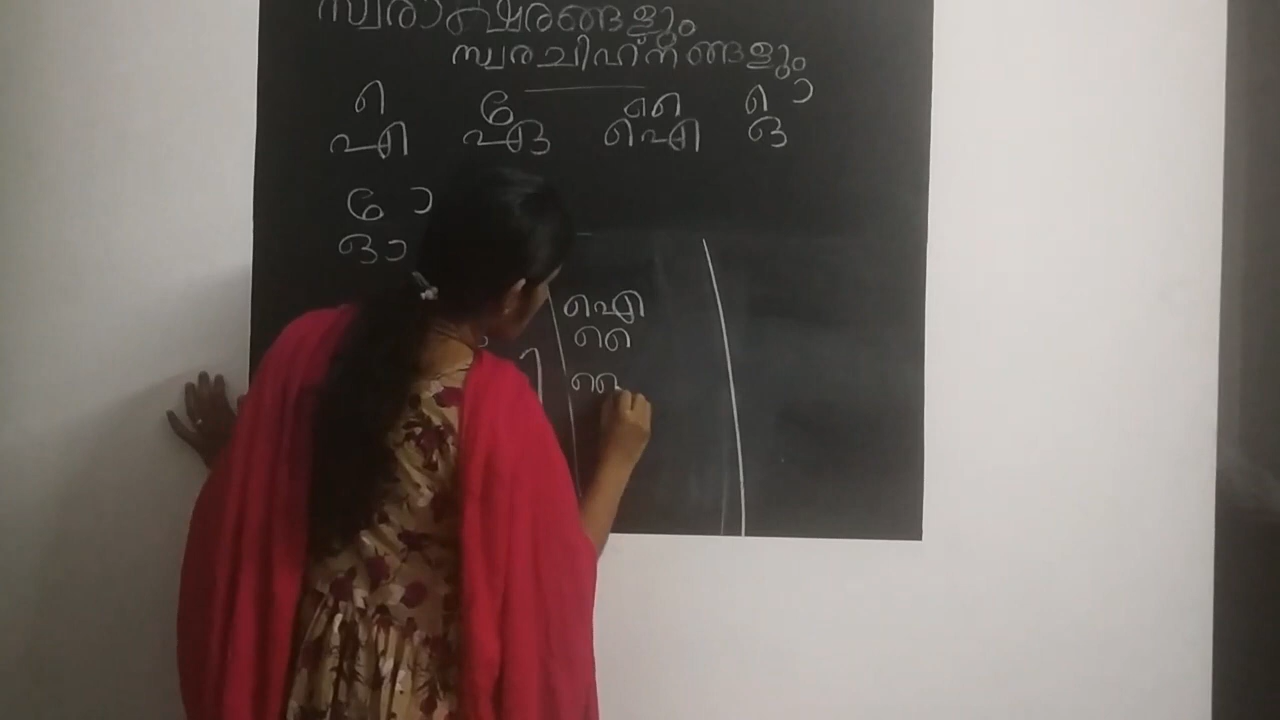 സ്വരാക്ഷരങ്ങളും
സ്വരചിഹ്നങ്ങളും
െ േ ൈ ൊ
എ ഏ ഐ ഒ
ോ
ഓ
ഐ
ൈ
ൈ